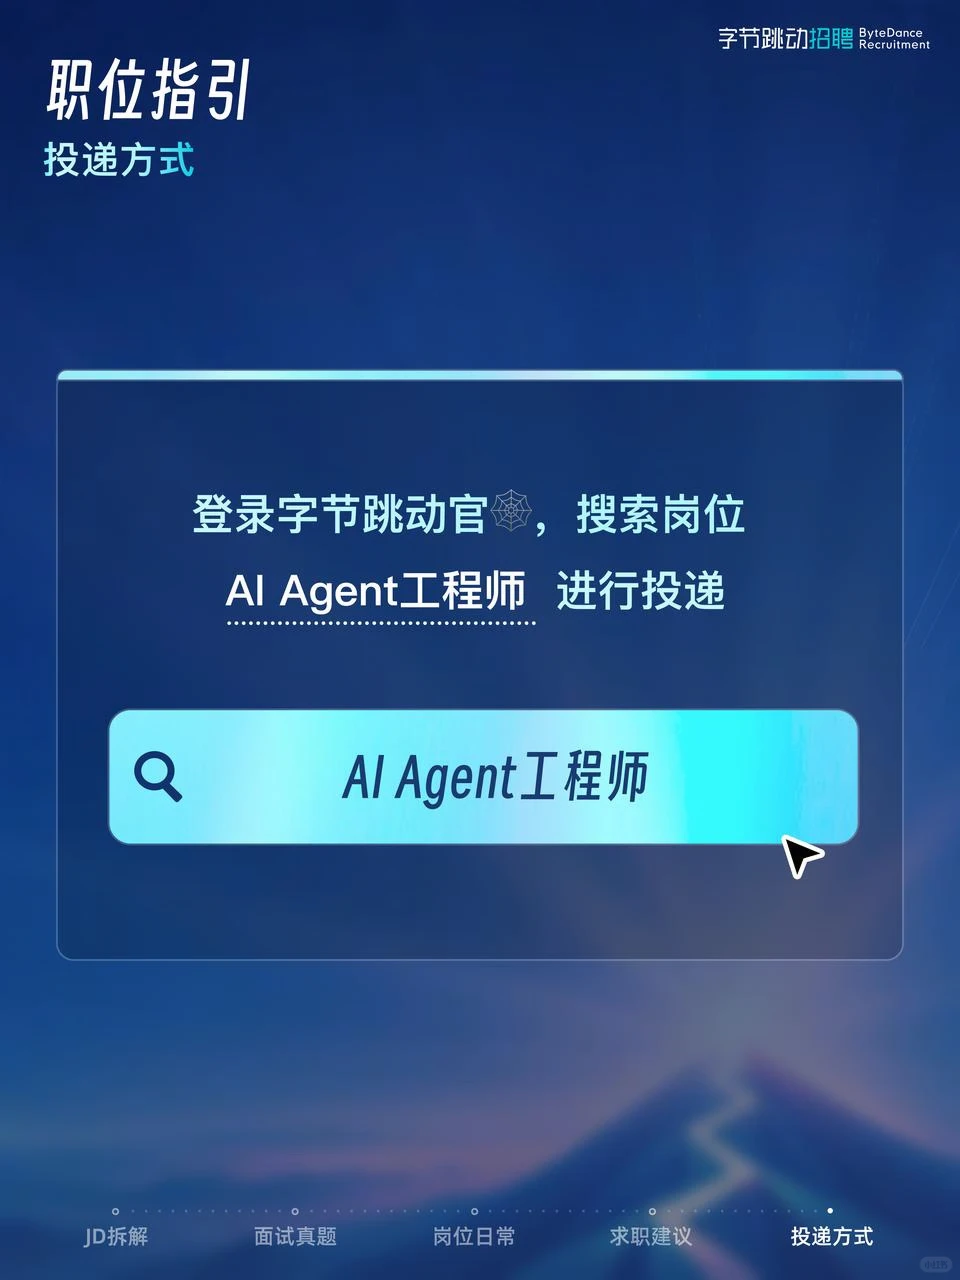 字节跳动招聘 ByteDance Recruitment
职位指引
投递方式
登录字节跳动官🕸️，搜索岗位
AI Agent工程师 进行投递
AI Agent工程师
JD拆解 面试真题 岗位日常 求职建议 投递方式
小红书